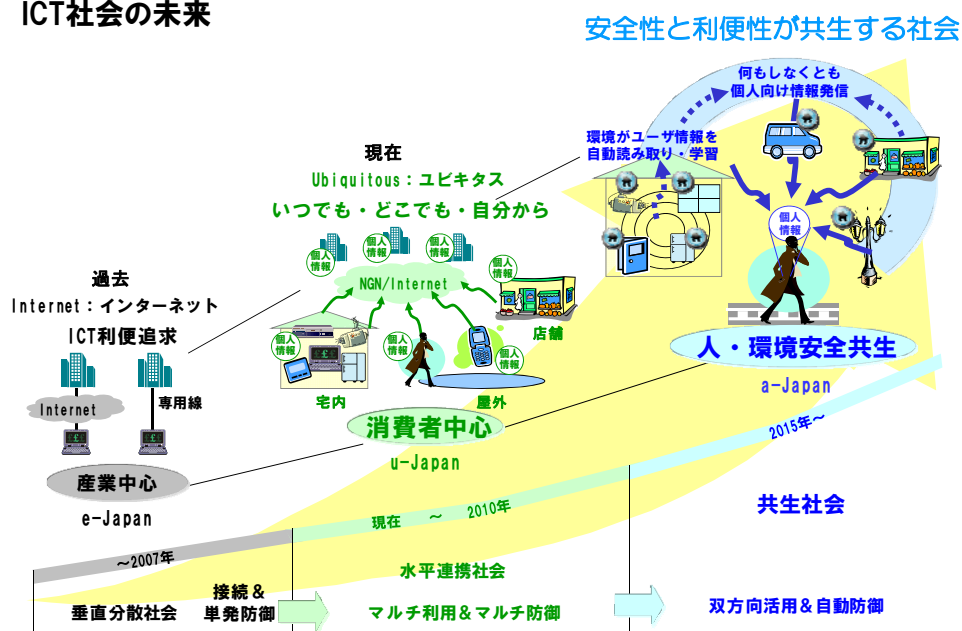 ICT社会の未来
安全性と利便性が共生する社会
何もしなくとも
個人向け情報発信
環境がユーザ情報を
自動読み取り・学習
個人
情報
人・環境安全共生
a-Japan
2015年～
共生社会
双方向活用＆自動防御
現在
Ubiquitous：ユビキタス
いつでも・どこでも・自分から
個人
情報
個人
情報
個人
情報
個人
情報
NGN/Internet
店舗
個人
情報
個人
情報
個人
情報
宅内
屋外
消費者中心
u-Japan
現在　～　2010年
水平連携社会
マルチ利用＆マルチ防御
過去
Internet：インターネット
ICT利便追求
Internet
専用線
産業中心
e-Japan
～2007年
垂直分散社会
接続＆
単発防御